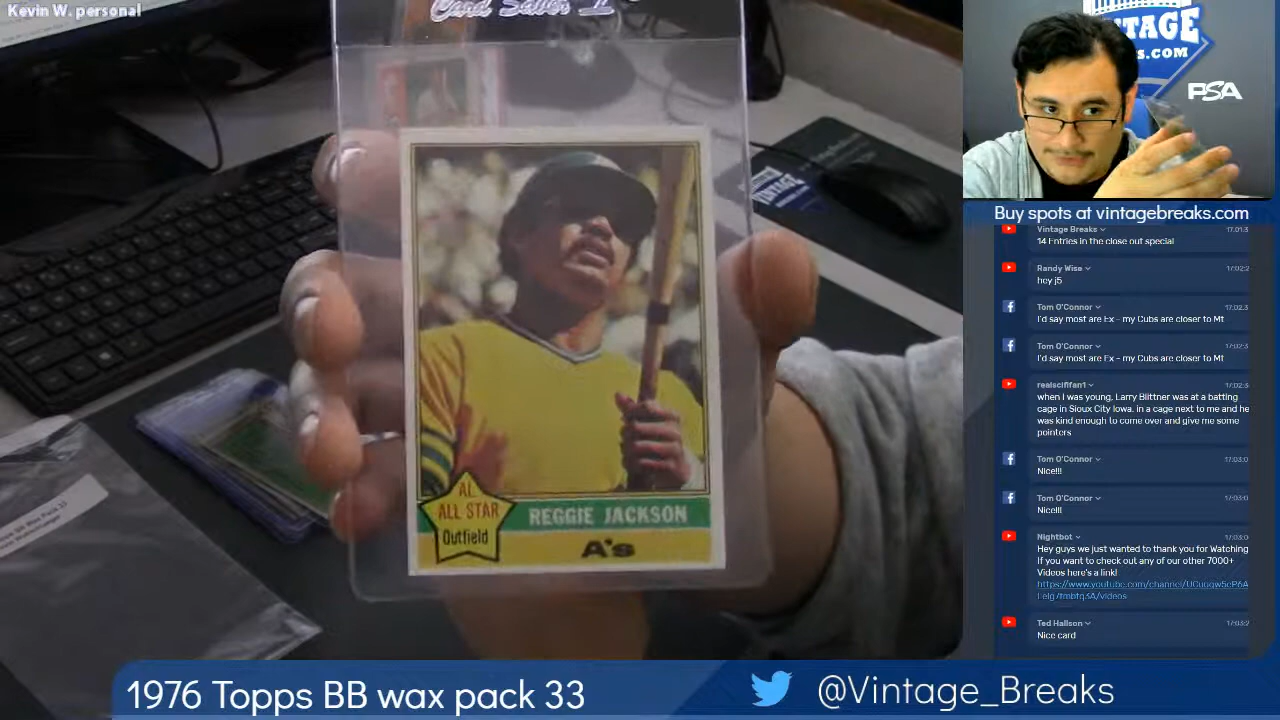 Kevin W. personal
Card Saver I
AL
ALL STAR
Outfield
REGGIE JACKSON
A's
VINTAGE
.COM
PSA
Buy spots at vintagebreaks.com
Vintage Breaks
14 Entries in the close out special
Randy Wise
hey j5
Tom O'Connor
I'd say most are Ex - my Cubs are closer to Mt
Tom O'Connor
I'd say most are Ex - my Cubs are closer to Mt
realscififan1
when I was young. Larry Biittner was at a batting
cage in Sioux City Iowa. in a cage next to me and he
was kind enough to come over and give me some
pointers
Tom O'Connor
Nice!!!
Tom O'Connor
Nice!!!
Nightbot
Hey guys we just wanted to thank you for Watching
If you want to check out any of our other 7000+
Videos here's a link!
Ted Hallson
Nice card
1976 Topps BB wax pack 33
@Vintage_Breaks